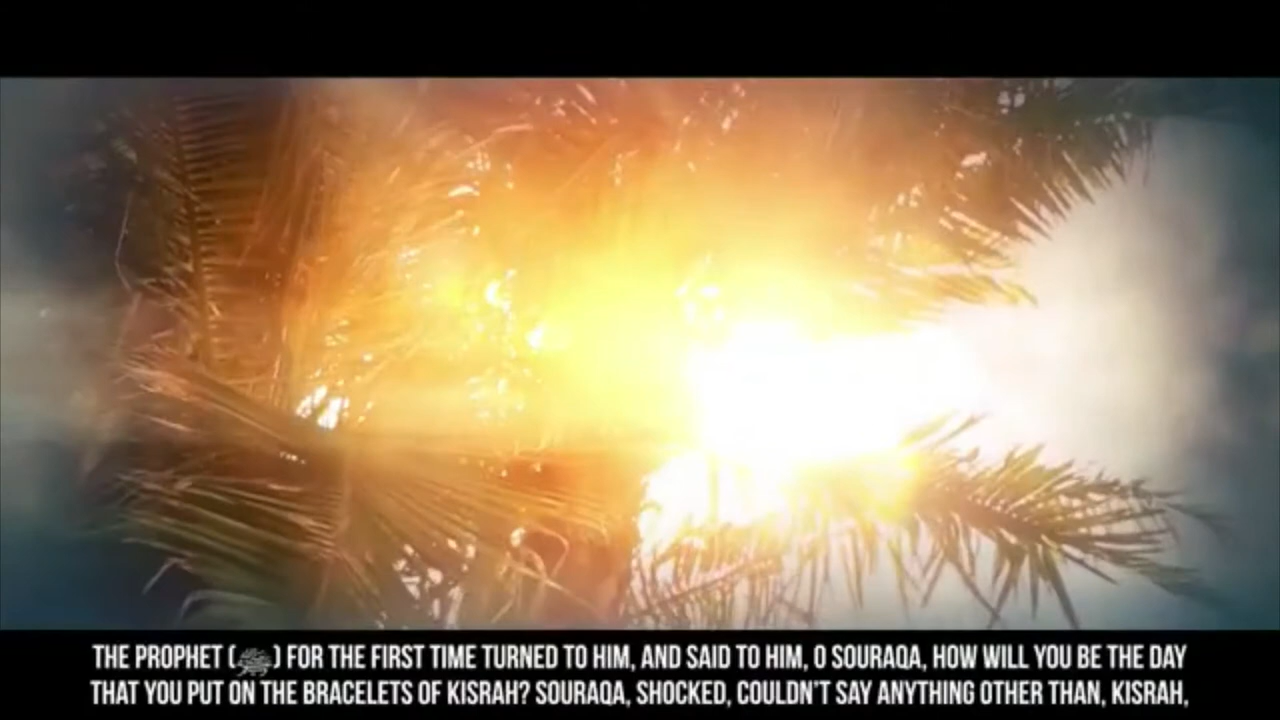 THE PROPHET (ﷺ) FOR THE FIRST TIME TURNED TO HIM, AND SAID TO HIM, O SOURAQA, HOW WILL YOU BE THE DAY
THAT YOU PUT ON THE BRACELETS OF KISRAH? SOURAQA, SHOCKED, COULDN'T SAY ANYTHING OTHER THAN, KISRAH,